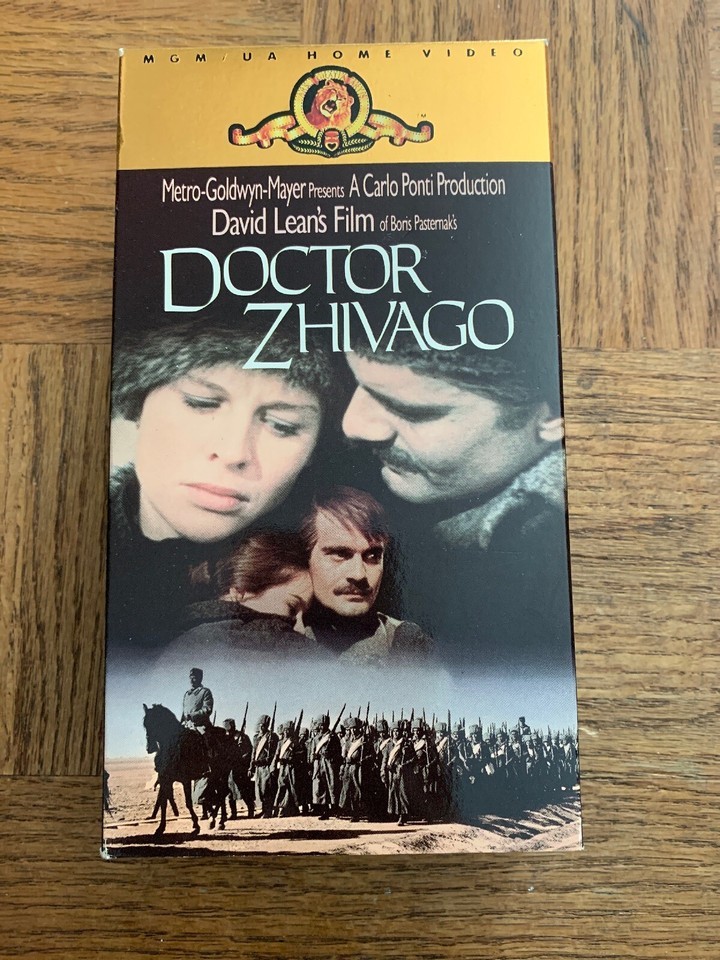 MGM/UA HOME VIDEO
TM
Metro-Goldwyn-Mayer Presents A Carlo Ponti Production
David Lean's Film of Boris Pasternak's
DOCTOR
ZHIVAGO